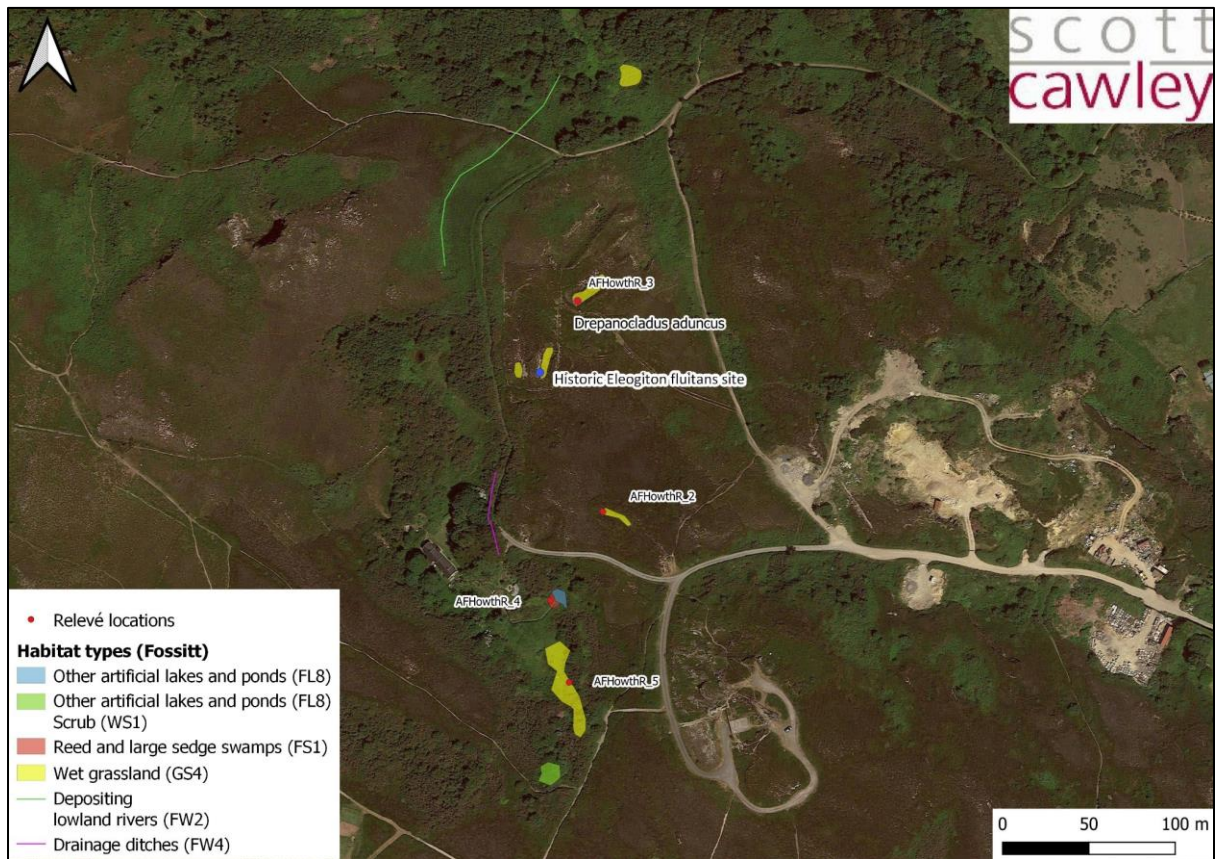 scott
cawley
AFHowthR_3
Drepanocladus aduncus
Historic Eleogiton fluitans site
AFHowthR_2
AFHowthR_4
AFHowthR_5
Relevé locations
Habitat types (Fossitt)
Other artificial lakes and ponds (FL8)
Other artificial lakes and ponds (FL8)
Scrub (WS1)
Reed and large sedge swamps (FS1)
Wet grassland (GS4)
Depositing
lowland rivers (FW2)
Drainage ditches (FW4)
0 50 100 m